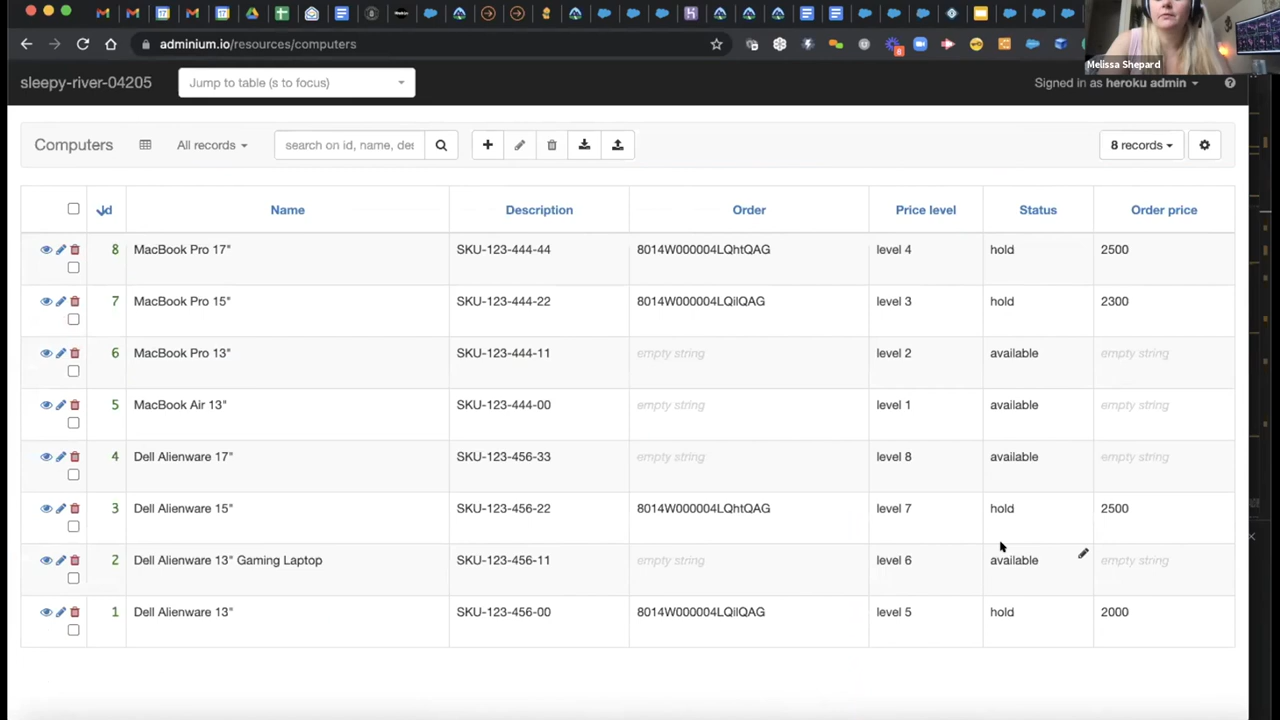 adminium.io/resources/computers
8
Melissa Shepard
sleepy-river-04205
Jump to table (s to focus)
Signed in as heroku admin
Computers
All records
search on id, name, des
8 records
Id Name Description Order Price level Status Order price
8 MacBook Pro 17" SKU-123-444-44 8014W000004LQhtQAG level 4 hold 2500
7 MacBook Pro 15" SKU-123-444-22 8014W000004LQilQAG level 3 hold 2300
6 MacBook Pro 13" SKU-123-444-11 empty string level 2 available empty string
5 MacBook Air 13" SKU-123-444-00 empty string level 1 available empty string
4 Dell Alienware 17" SKU-123-456-33 empty string level 8 available empty string
3 Dell Alienware 15" SKU-123-456-22 8014W000004LQhtQAG level 7 hold 2500
2 Dell Alienware 13" Gaming Laptop SKU-123-456-11 empty string level 6 available empty string
1 Dell Alienware 13" SKU-123-456-00 8014W000004LQilQAG level 5 hold 2000